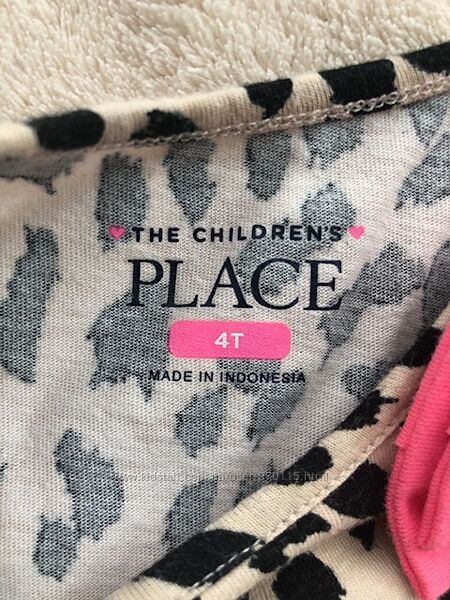 THE CHILDREN'S
PLACE
4T
MADE IN INDONESIA